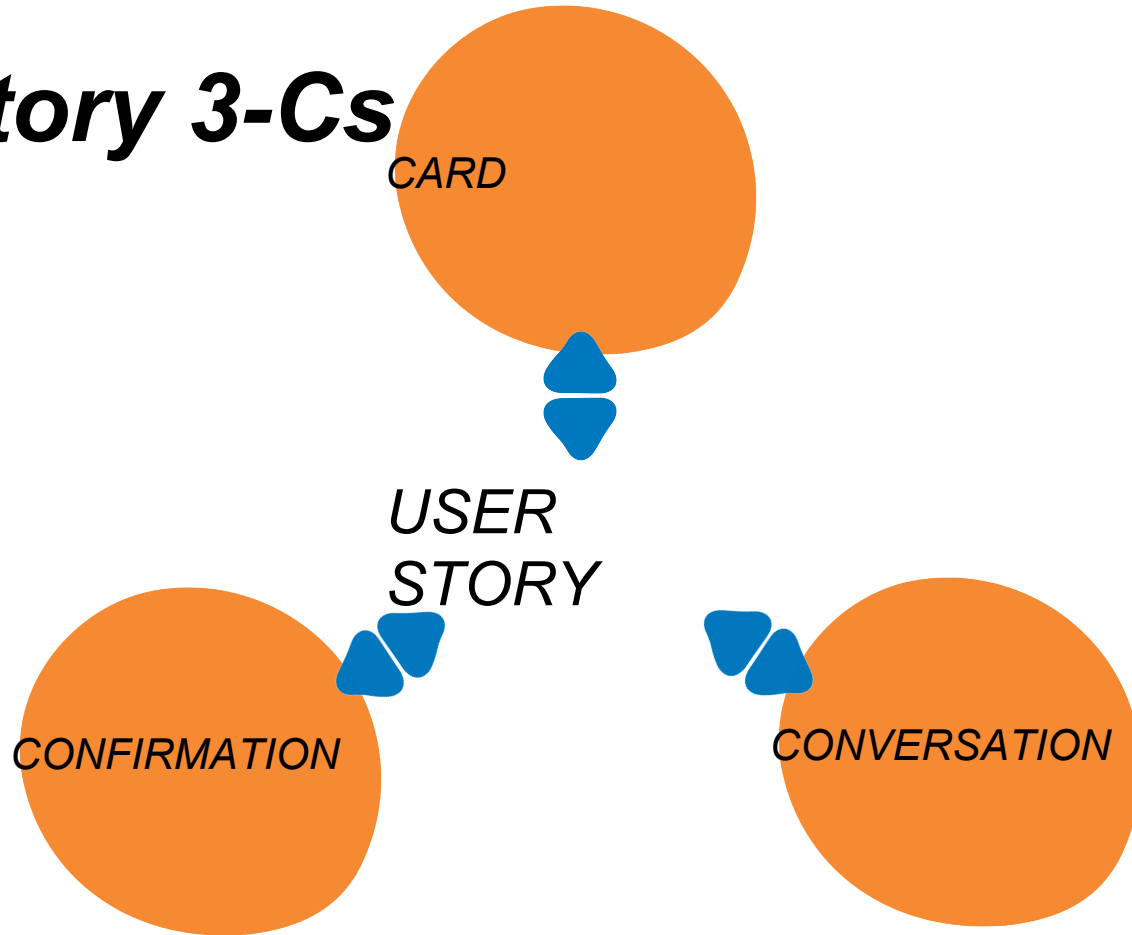 tory 3-Cs
CARD
USER
STORY
CONFIRMATION
CONVERSATION